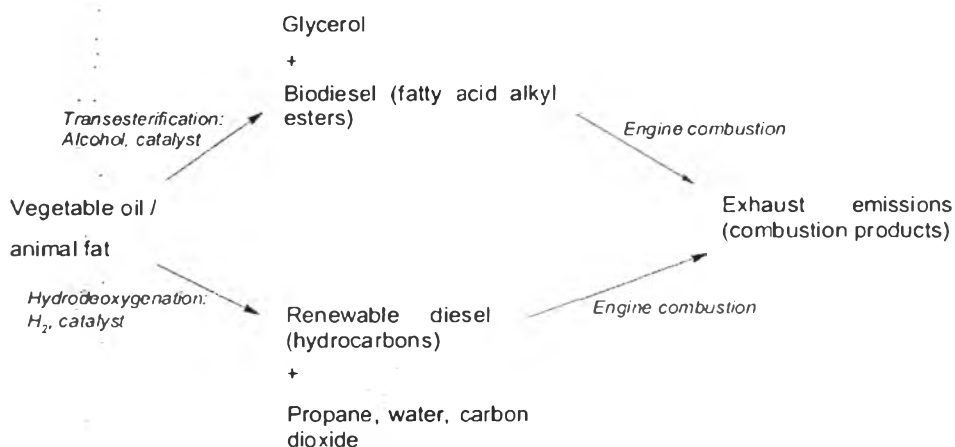 Glycerol
+
Biodiesel (fatty acid alkyl
esters)
Transesterification:
Alcohol, catalyst
Engine combustion
Vegetable oil /
animal fat
Exhaust emissions
(combustion products)
Hydrodeoxygenation:
H₂, catalyst
Renewable diesel
(hydrocarbons)
Engine combustion
+
Propane, water, carbon
dioxide